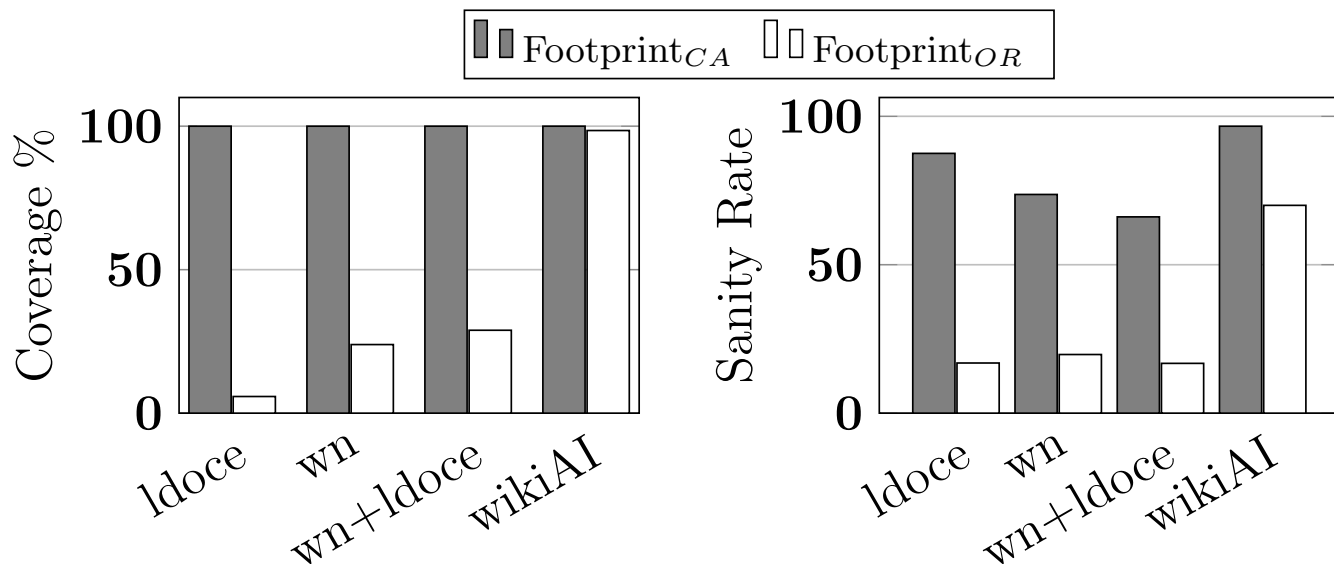 Footprint_CA Footprint_OR
Coverage %
100
50
0
ldoce wn wn+ldoce wikiAI
Sanity Rate
100
50
0
ldoce wn wn+ldoce wikiAI